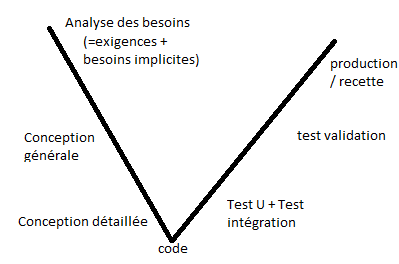 Analyse des besoins
(=exigences +
besoins implicites)
production
/ recette
Conception
générale
test validation
Conception détaillée
Test U + Test
intégration
code